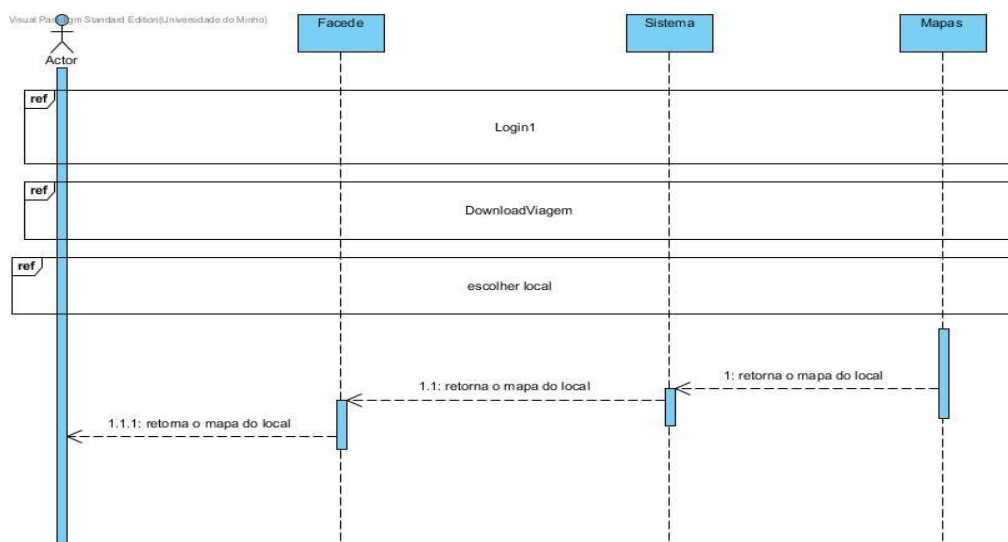 Visual Paradigm Standard Edition(Universidade do Minho)
Actor
Facede
Sistema
Mapas
ref
Login1
ref
DownloadViagem
ref
escolher local
1: retorna o mapa do local
1.1: retorna o mapa do local
1.1.1: retorna o mapa do local